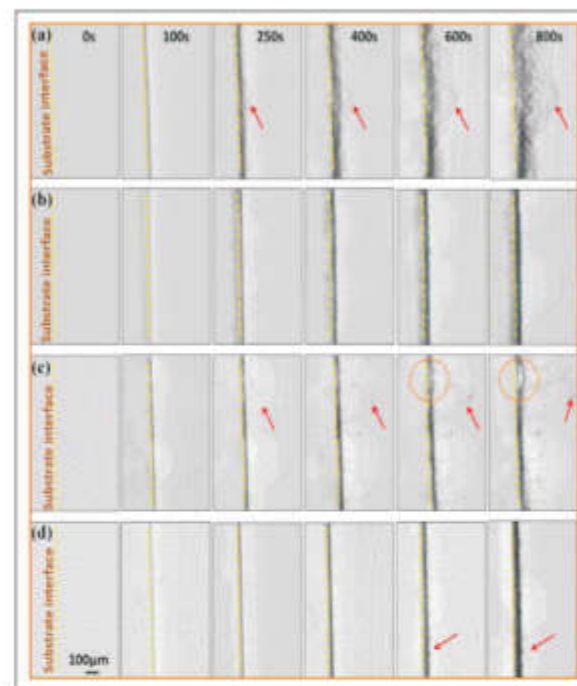 (a) 0s 100s 250s 400s 600s 800s
Substrate interface
(b)
Substrate interface
(c)
Substrate interface
(d)
Substrate interface
100μm